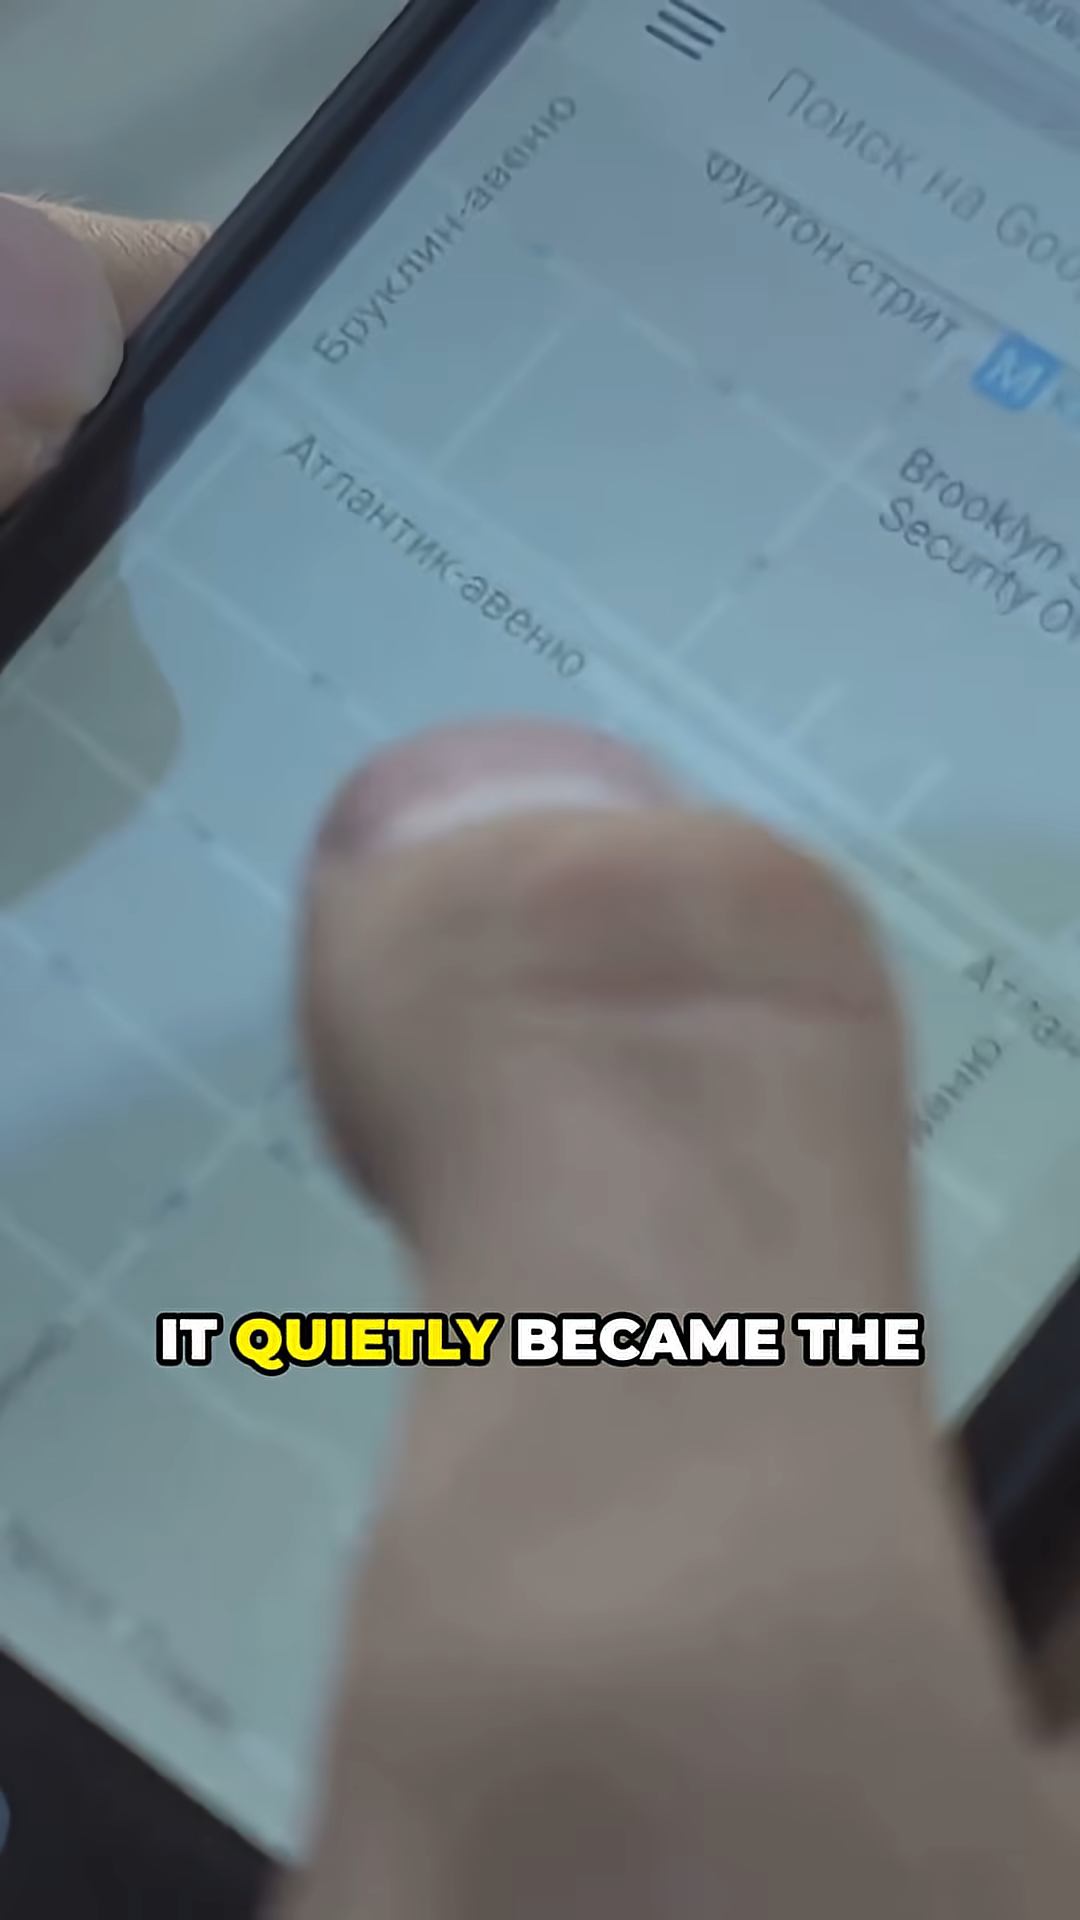 Поиск на Goo
Фултон-стрит
Бруклин-авеню
M
Brooklyn
Security
Атлантик-авеню
IT QUIETLY BECAME THE